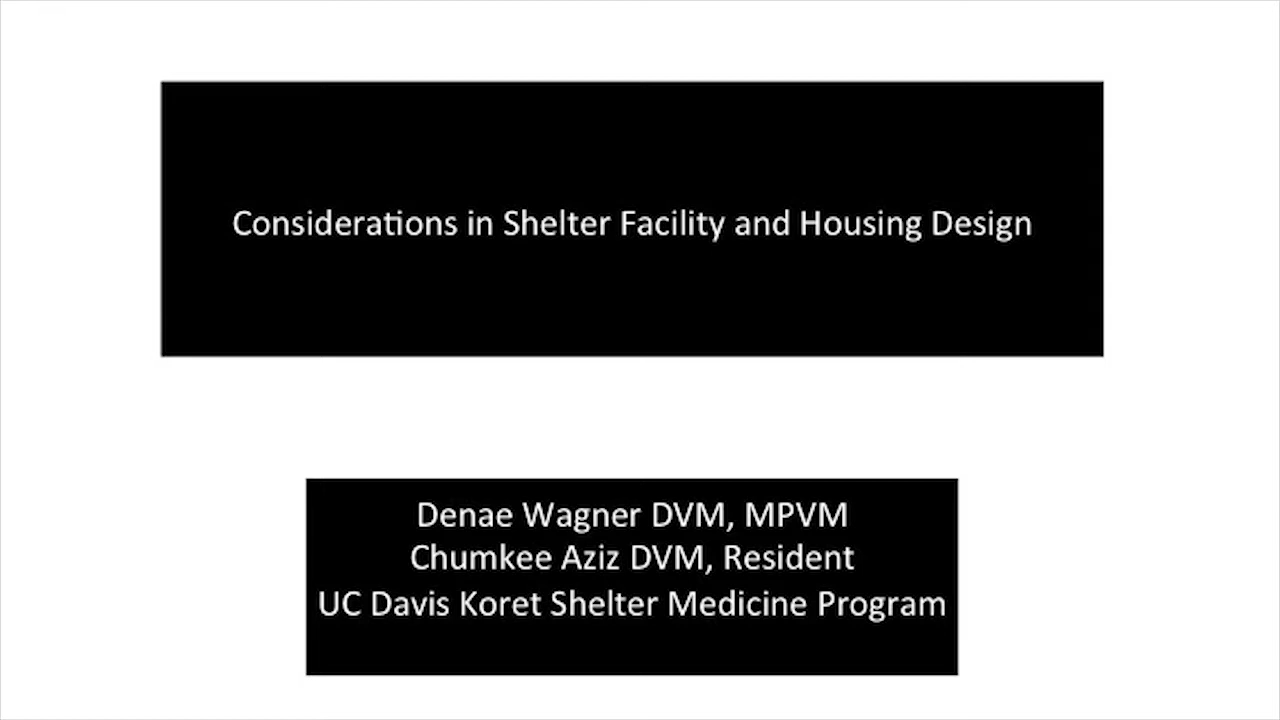 Considerations in Shelter Facility and Housing Design
Denae Wagner DVM, MPVM
Chumkee Aziz DVM, Resident
UC Davis Koret Shelter Medicine Program